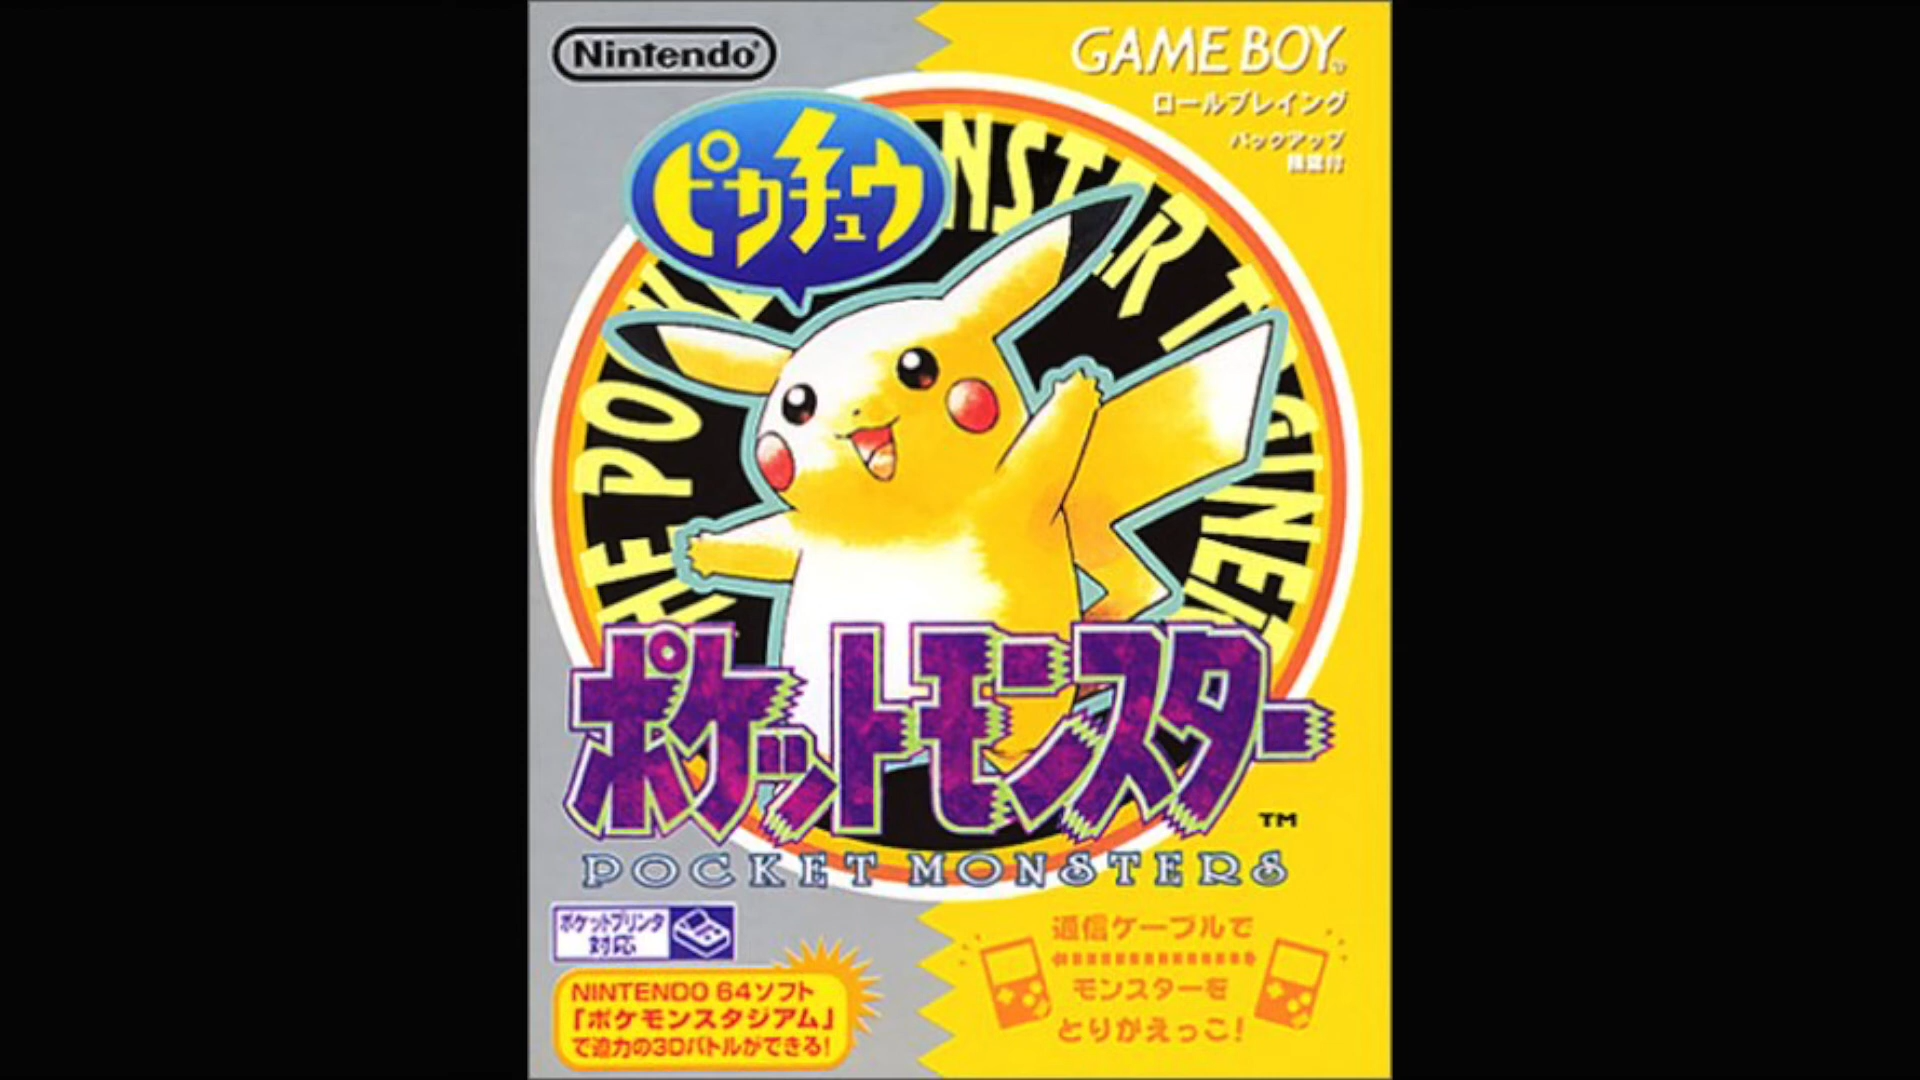 Nintendo
GAME BOY
ロールプレイング
バックアップ
機能付
ピカチュウ
ポケットモンスター
TM
POCKET MONSTERS
ポケットプリンタ
対応
NINTENDO 64ソフト
「ポケモンスタジアム」
で迫力の3Dバトルができる!
通信ケーブルで
モンスターを
とりかえっこ!